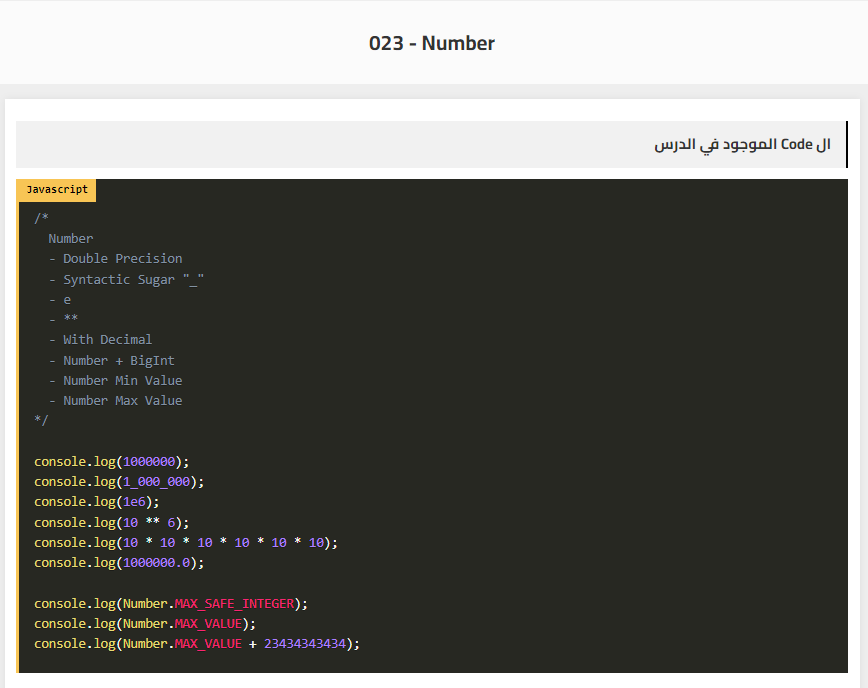 023 - Number
ال Code الموجود في الدرس
Javascript
/*
  Number
  - Double Precision
  - Syntactic Sugar "_"
  - e
  - **
  - With Decimal
  - Number + BigInt
  - Number Min Value
  - Number Max Value
*/
console.log(1000000);
console.log(1_000_000);
console.log(1e6);
console.log(10 ** 6);
console.log(10 * 10 * 10 * 10 * 10 * 10);
console.log(1000000.0);
console.log(Number.MAX_SAFE_INTEGER);
console.log(Number.MAX_VALUE);
console.log(Number.MAX_VALUE + 23434343434);